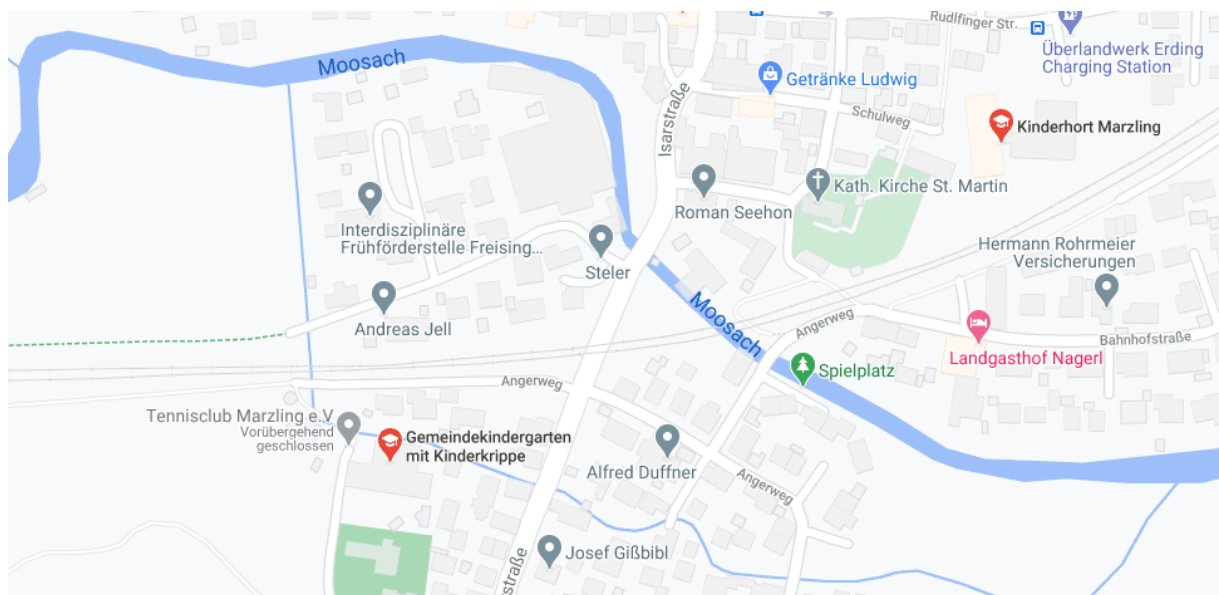 Rudlfinger Str.
Moosach
Überlandwerk Erding
Charging Station
Getränke Ludwig
Isarstraße
Schulweg
Kinderhort Marzling
Kath. Kirche St. Martin
Roman Seehon
Interdisziplinäre
Frühförderstelle Freising...
Steler
Hermann Rohrmeier
Versicherungen
Moosach
Andreas Jell
Angerweg
Bahnhofstraße
Landgasthof Nagerl
Spielplatz
Angerweg
Tennisclub Marzling e.V
Vorübergehend
geschlossen
Gemeindekindergarten
mit Kinderkrippe
Alfred Duffner
Angerweg
Josef Gißbibl
straße